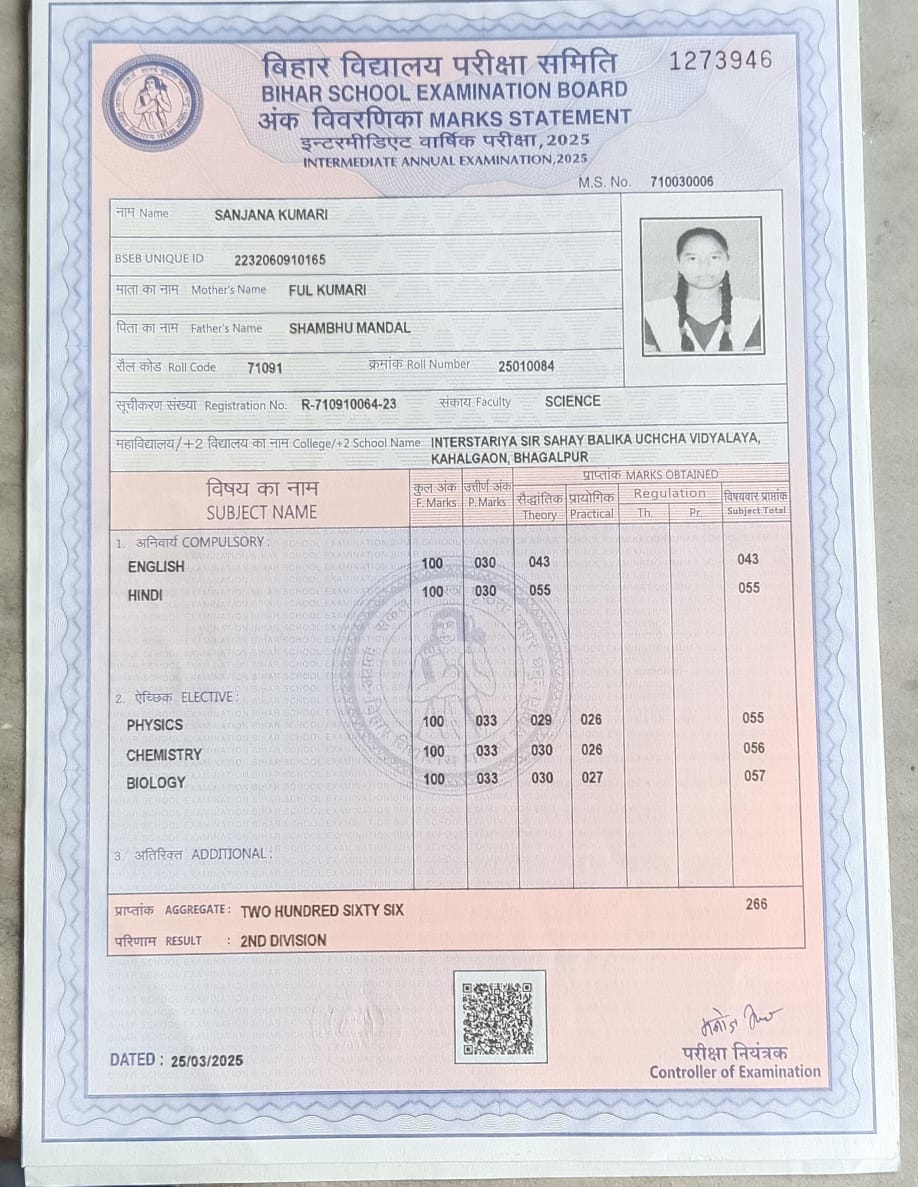 बिहार विद्यालय परीक्षा समिति 1273946
BIHAR SCHOOL EXAMINATION BOARD
अंक विवरणिका MARKS STATEMENT
इन्टरमीडिएट वार्षिक परीक्षा,2025
INTERMEDIATE ANNUAL EXAMINATION,2025
M.S. No. 710030006
नाम Name SANJANA KUMARI
BSEB UNIQUE ID 2232060910165
माता का नाम Mother's Name FUL KUMARI
पिता का नाम Father's Name SHAMBHU MANDAL
रौल कोड Roll Code 71091 क्रमांक Roll Number 25010084
सूचीकरण संख्या Registration No. R-710910064-23 संकाय Faculty SCIENCE
महाविद्यालय/+2 विद्यालय का नाम College/+2 School Name INTERSTARIYA SIR SAHAY BALIKA UCHCHA VIDYALAYA,
KAHALGAON, BHAGALPUR
विषय का नाम कुल अंक उत्तीर्ण अंक प्राप्तांक MARKS OBTAINED
SUBJECT NAME F. Marks P. Marks सैद्धांतिक प्रायोगिक Regulation विषयवार प्राप्तांक
Theory Practical Th. Pr. Subject Total
1. अनिवार्य COMPULSORY :
ENGLISH 100 030 043 043
HINDI 100 030 055 055
2. ऐच्छिक ELECTIVE :
PHYSICS 100 033 029 026 055
CHEMISTRY 100 033 030 026 056
BIOLOGY 100 033 030 027 057
3. अतिरिक्त ADDITIONAL :
प्राप्तांक AGGREGATE : TWO HUNDRED SIXTY SIX 266
परिणाम RESULT : 2ND DIVISION
DATED : 25/03/2025
परीक्षा नियंत्रक
Controller of Examination